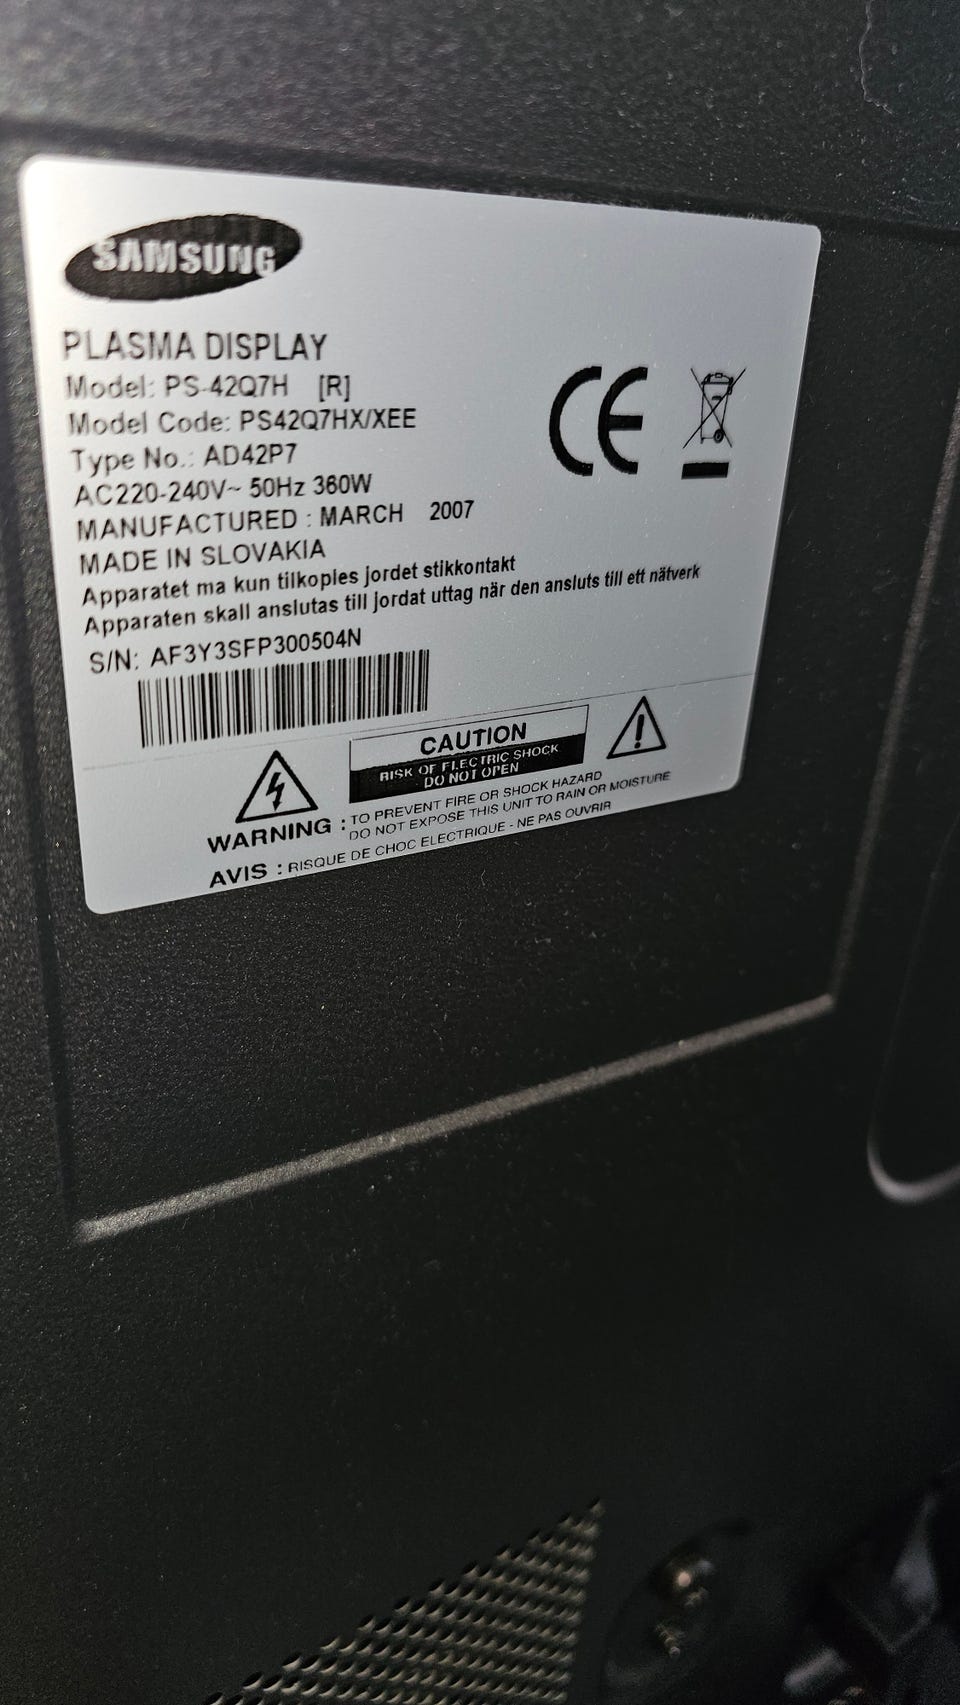 SAMSUNG
PLASMA DISPLAY
Model: PS-42Q7H [R]
Model Code: PS42Q7HX/XEE
Type No.: AD42P7
AC220-240V~ 50Hz 360W
MANUFACTURED : MARCH 2007
MADE IN SLOVAKIA
Apparatet ma kun tilkoples jordet stikkontakt
Apparaten skall anslutas till jordat uttag när den ansluts till ett nätverk
S/N: AF3Y3SFP300504N
CE
CAUTION
RISK OF ELECTRIC SHOCK
DO NOT OPEN
WARNING : TO PREVENT FIRE OR SHOCK HAZARD
DO NOT EXPOSE THIS UNIT TO RAIN OR MOISTURE
AVIS : RISQUE DE CHOC ELECTRIQUE - NE PAS OUVRIR